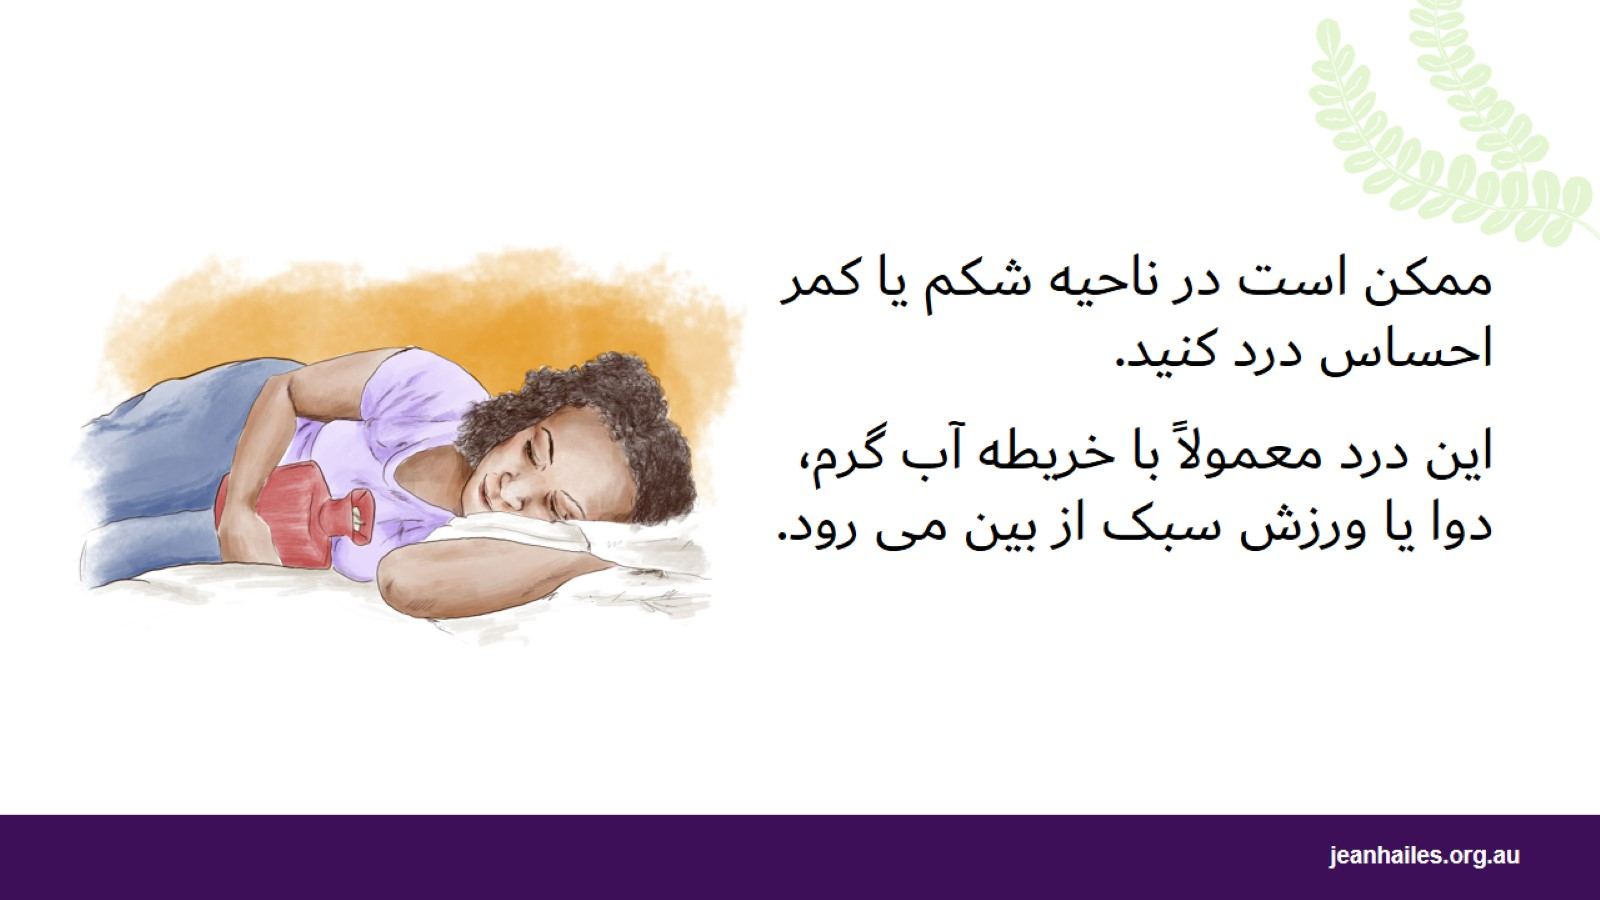 ممکن است در ناحیه شکم یا کمر
احساس درد کنید.
این درد معمولاً با خریطه آب گرم،
دوا یا ورزش سبک از بین می رود.
jeanhailes.org.au